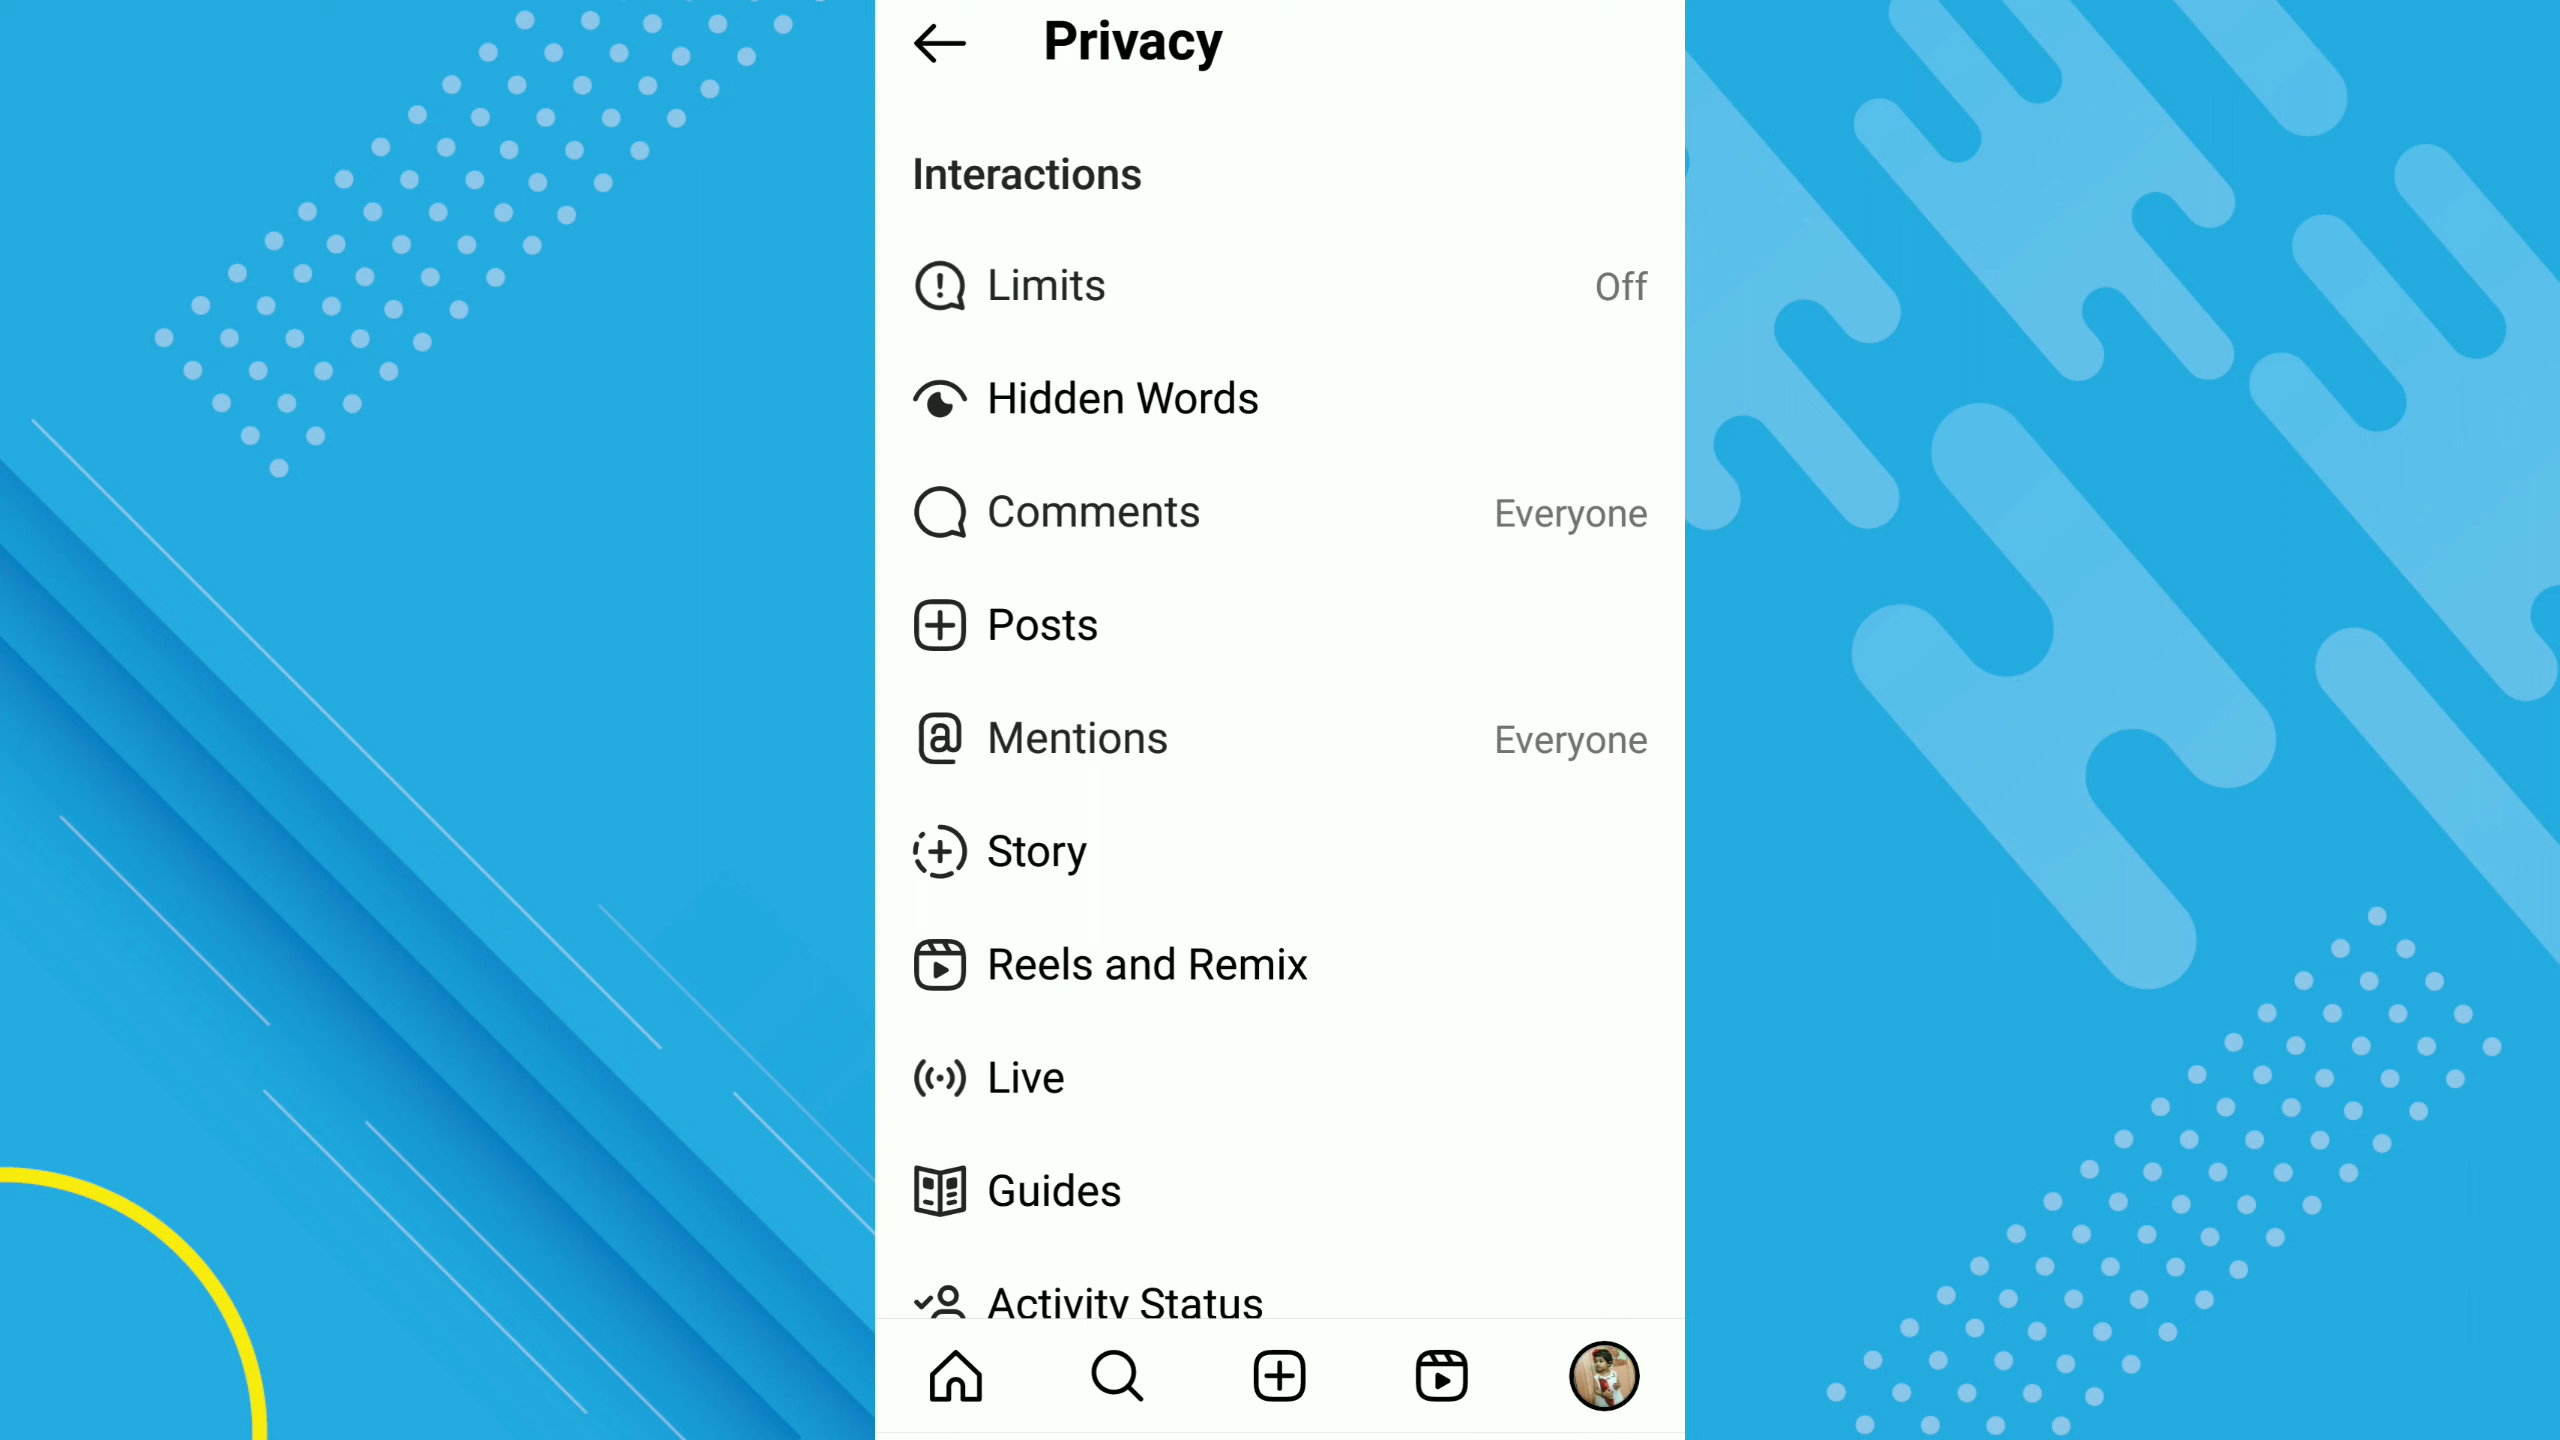 Privacy
Interactions
Limits Off
Hidden Words
Comments Everyone
Posts
Mentions Everyone
Story
Reels and Remix
Live
Guides
Activity Status